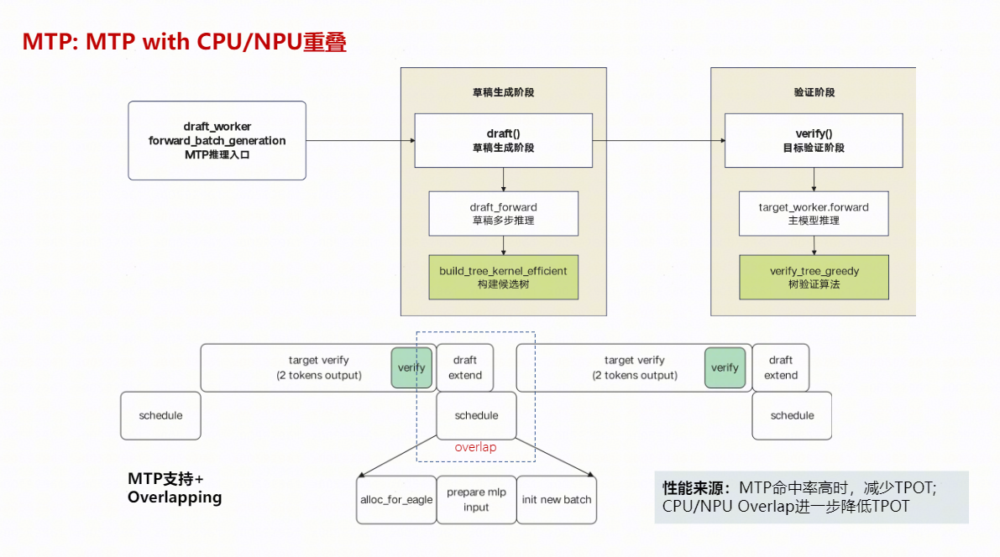 MTP: MTP with CPU/NPU重叠
draft_worker
forward_batch_generation
MTP推理入口
草稿生成阶段
draft()
草稿生成阶段
draft_forward
草稿多步推理
build_tree_kernel_efficient
构建候选树
验证阶段
verify()
目标验证阶段
target_worker.forward
主模型推理
verify_tree_greedy
树验证算法
target verify
(2 tokens output)
verify
draft
extend
target verify
(2 tokens output)
verify
draft
extend
schedule
schedule
schedule
overlap
alloc_for_eagle
prepare mlp
input
init new batch
MTP支持+
Overlapping
性能来源：MTP命中率高时，减少TPOT;
CPU/NPU Overlap进一步降低TPOT